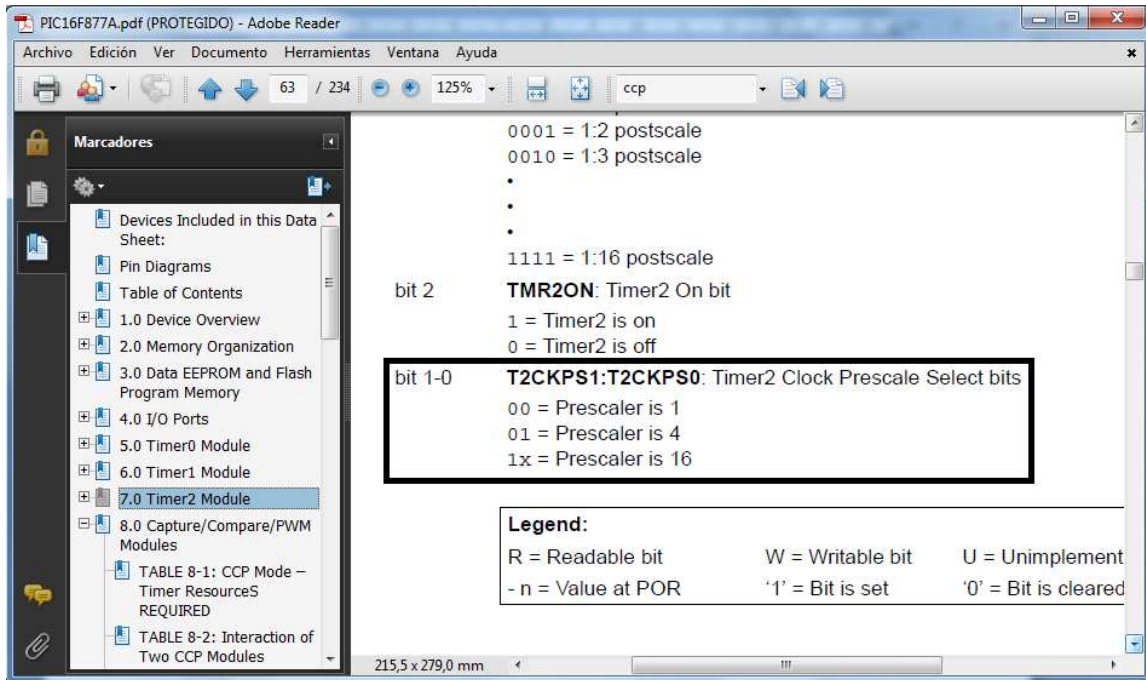 PIC16F877A.pdf (PROTEGIDO) - Adobe Reader
Archivo Edición Ver Documento Herramientas Ventana Ayuda
63 / 234 125% ccp
Marcadores
Devices Included in this Data
Sheet:
Pin Diagrams
Table of Contents
1.0 Device Overview
2.0 Memory Organization
3.0 Data EEPROM and Flash
Program Memory
4.0 I/O Ports
5.0 Timer0 Module
6.0 Timer1 Module
7.0 Timer2 Module
8.0 Capture/Compare/PWM
Modules
TABLE 8-1: CCP Mode –
Timer ResourceS
REQUIRED
TABLE 8-2: Interaction of
Two CCP Modules
0001 = 1:2 postscale
0010 = 1:3 postscale
•
•
•
1111 = 1:16 postscale
bit 2 TMR2ON: Timer2 On bit
1 = Timer2 is on
0 = Timer2 is off
bit 1-0 T2CKPS1:T2CKPS0: Timer2 Clock Prescale Select bits
00 = Prescaler is 1
01 = Prescaler is 4
1x = Prescaler is 16
Legend:
R = Readable bit W = Writable bit U = Unimplement
- n = Value at POR '1' = Bit is set '0' = Bit is cleared
215,5 x 279,0 mm